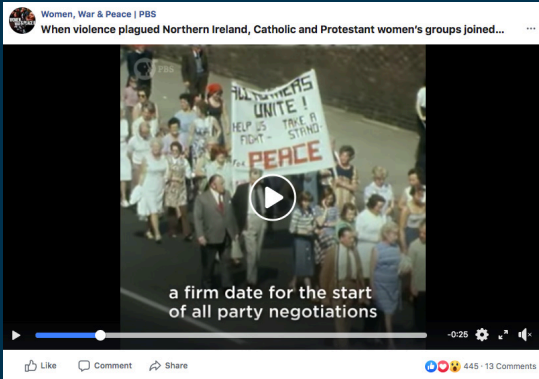 Women, War & Peace | PBS
When violence plagued Northern Ireland, Catholic and Protestant women's groups joined...
PBS
UNITE!
HELP US TAKE A
FIGHT - STAND-
FOR PEACE
a firm date for the start
of all party negotiations
-0:25
Like Comment Share 445 · 13 Comments